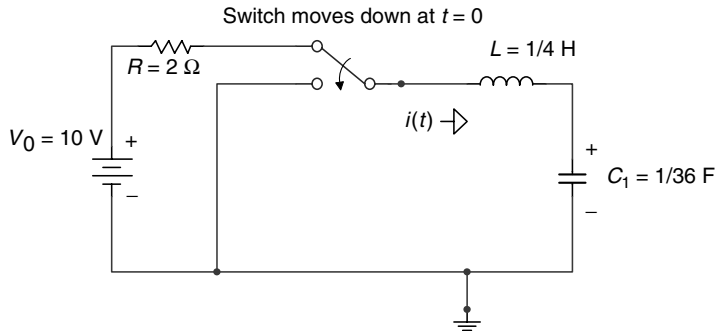 Switch moves down at t = 0
L = 1/4 H
R = 2 Ω
i(t)
V0 = 10 V
+
−
+
C1 = 1/36 F
−